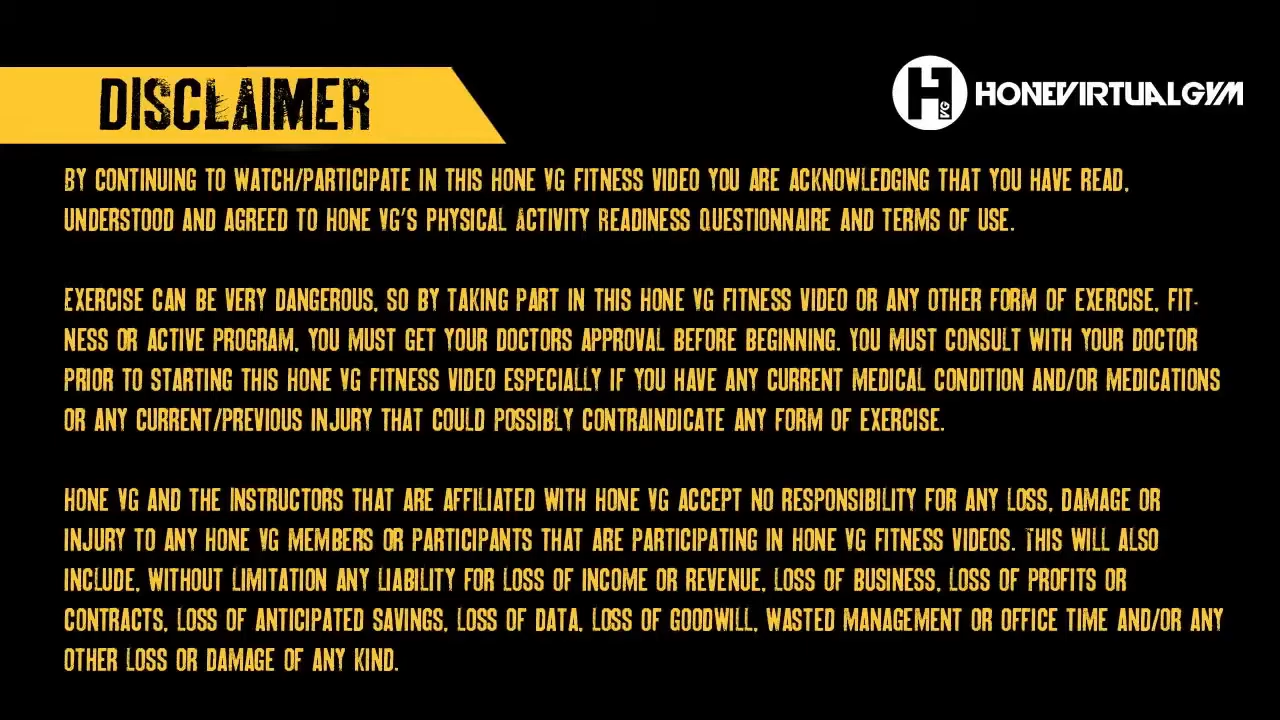 DISCLAIMER
H VG HONEVIRTUALGYM
BY CONTINUING TO WATCH/PARTICIPATE IN THIS HONE VG FITNESS VIDEO YOU ARE ACKNOWLEDGING THAT YOU HAVE READ,
UNDERSTOOD AND AGREED TO HONE VG'S PHYSICAL ACTIVITY READINESS QUESTIONNAIRE AND TERMS OF USE.
EXERCISE CAN BE VERY DANGEROUS, SO BY TAKING PART IN THIS HONE VG FITNESS VIDEO OR ANY OTHER FORM OF EXERCISE, FIT-
NESS OR ACTIVE PROGRAM, YOU MUST GET YOUR DOCTORS APPROVAL BEFORE BEGINNING. YOU MUST CONSULT WITH YOUR DOCTOR
PRIOR TO STARTING THIS HONE VG FITNESS VIDEO ESPECIALLY IF YOU HAVE ANY CURRENT MEDICAL CONDITION AND/OR MEDICATIONS
OR ANY CURRENT/PREVIOUS INJURY THAT COULD POSSIBLY CONTRAINDICATE ANY FORM OF EXERCISE.
HONE VG AND THE INSTRUCTORS THAT ARE AFFILIATED WITH HONE VG ACCEPT NO RESPONSIBILITY FOR ANY LOSS, DAMAGE OR
INJURY TO ANY HONE VG MEMBERS OR PARTICIPANTS THAT ARE PARTICIPATING IN HONE VG FITNESS VIDEOS. THIS WILL ALSO
INCLUDE, WITHOUT LIMITATION ANY LIABILITY FOR LOSS OF INCOME OR REVENUE, LOSS OF BUSINESS, LOSS OF PROFITS OR
CONTRACTS, LOSS OF ANTICIPATED SAVINGS, LOSS OF DATA, LOSS OF GOODWILL, WASTED MANAGEMENT OR OFFICE TIME AND/OR ANY
OTHER LOSS OR DAMAGE OF ANY KIND.